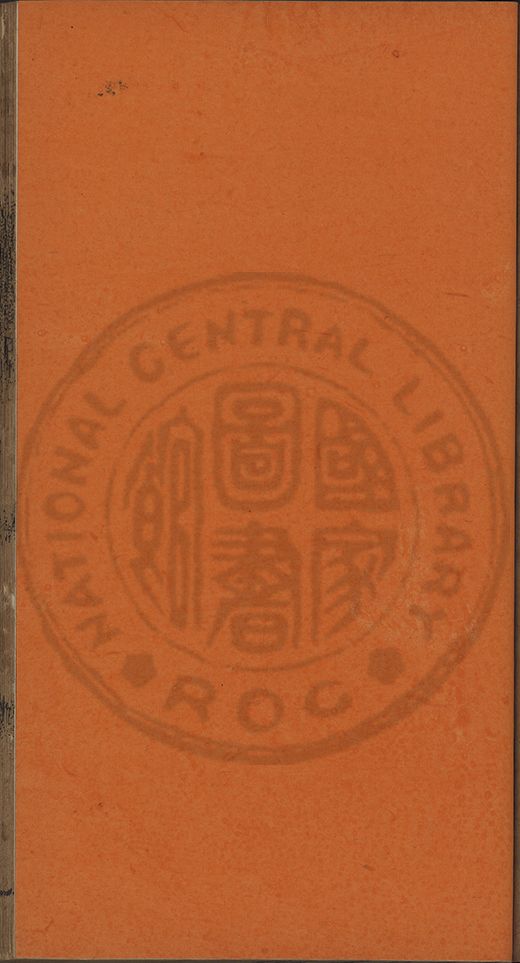 NATIONAL CENTRAL LIBRARY
國家
圖書
館
ROC